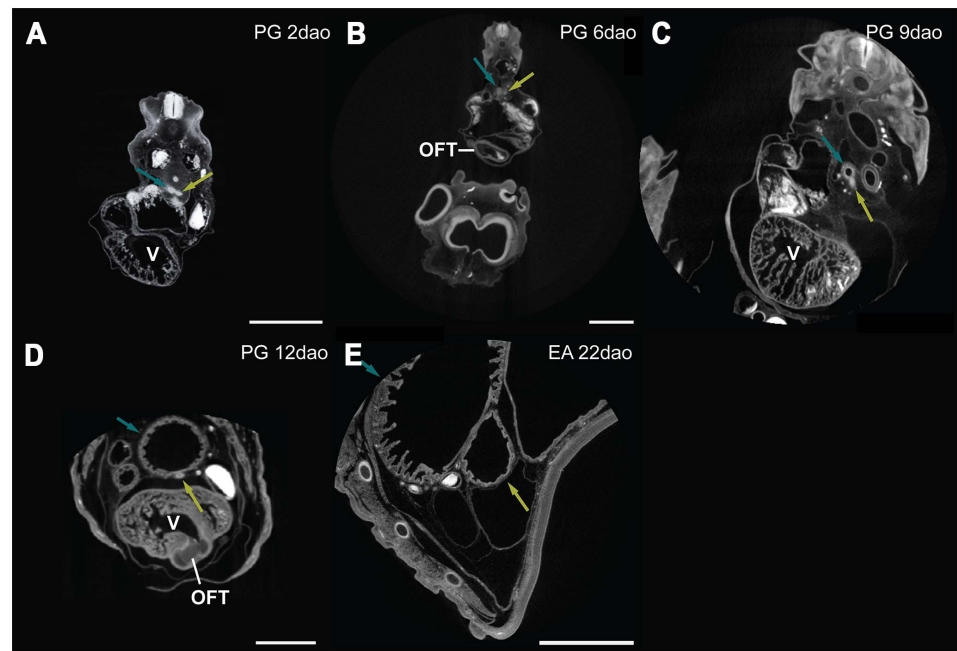 A PG 2dao
B PG 6dao
C PG 9dao
OFT
V
V
D PG 12dao
E EA 22dao
V
OFT